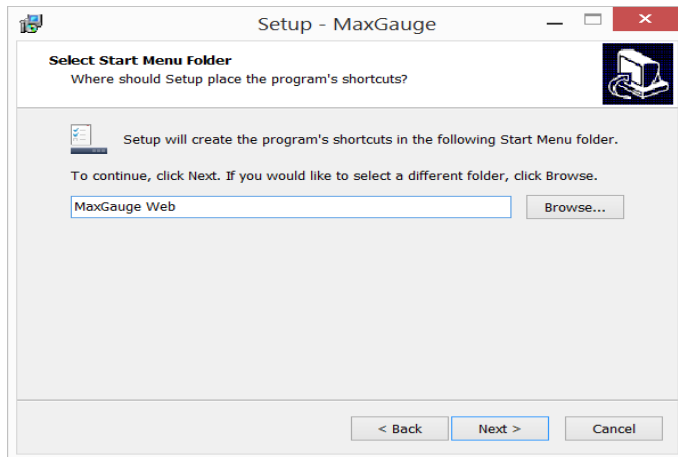 Setup - MaxGauge
Select Start Menu Folder
Where should Setup place the program's shortcuts?
Setup will create the program's shortcuts in the following Start Menu folder.
To continue, click Next. If you would like to select a different folder, click Browse.
MaxGauge Web
Browse...
< Back
Next >
Cancel